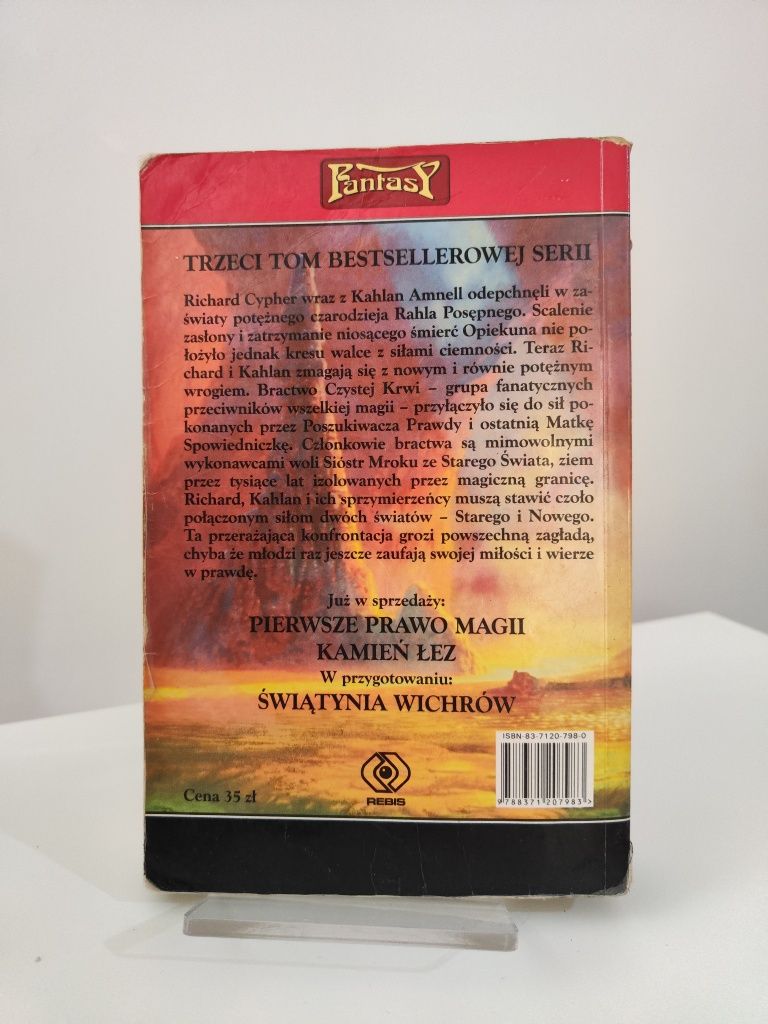 Fantasy
TRZECI TOM BESTSELLEROWEJ SERII
Richard Cypher wraz z Kahlan Amnell odepchnęli w za-
światy potężnego czarodzieja Rahla Posępnego. Scalenie
zasłony i zatrzymanie niosącego śmierć Opiekuna nie po-
łożyło jednak kresu walce z siłami ciemności. Teraz Ri-
chard i Kahlan zmagają się z nowym i równie potężnym
wrogiem. Bractwo Czystej Krwi – grupa fanatycznych
przeciwników wszelkiej magii – przyłączyło się do sił po-
konanych przez Poszukiwacza Prawdy i ostatnią Matkę
Spowiedniczkę. Członkowie bractwa są mimowolnymi
wykonawcami woli Sióstr Mroku ze Starego Świata, ziem
przez tysiące lat izolowanych przez magiczną granicę.
Richard, Kahlan i ich sprzymierzeńcy muszą stawić czoło
połączonym siłom dwóch światów – Starego i Nowego.
Ta przerażająca konfrontacja grozi powszechną zagładą,
chyba że młodzi raz jeszcze zaufają swojej miłości i wierze
w prawdę.
Już w sprzedaży:
PIERWSZE PRAWO MAGII
KAMIEŃ ŁEZ
W przygotowaniu:
ŚWIĄTYNIA WICHRÓW
ISBN-83-7120-798-0
9 788371 207983 >
REBIS
Cena 35 zł